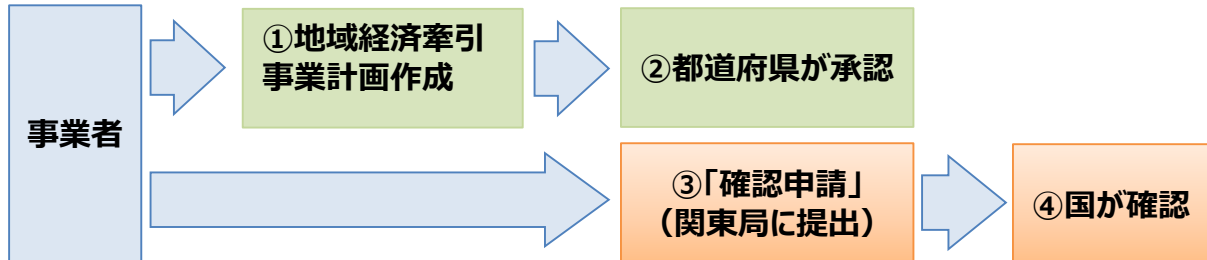 事業者
①地域経済牽引
事業計画作成
②都道府県が承認
③「確認申請」
（関東局に提出）
④国が確認